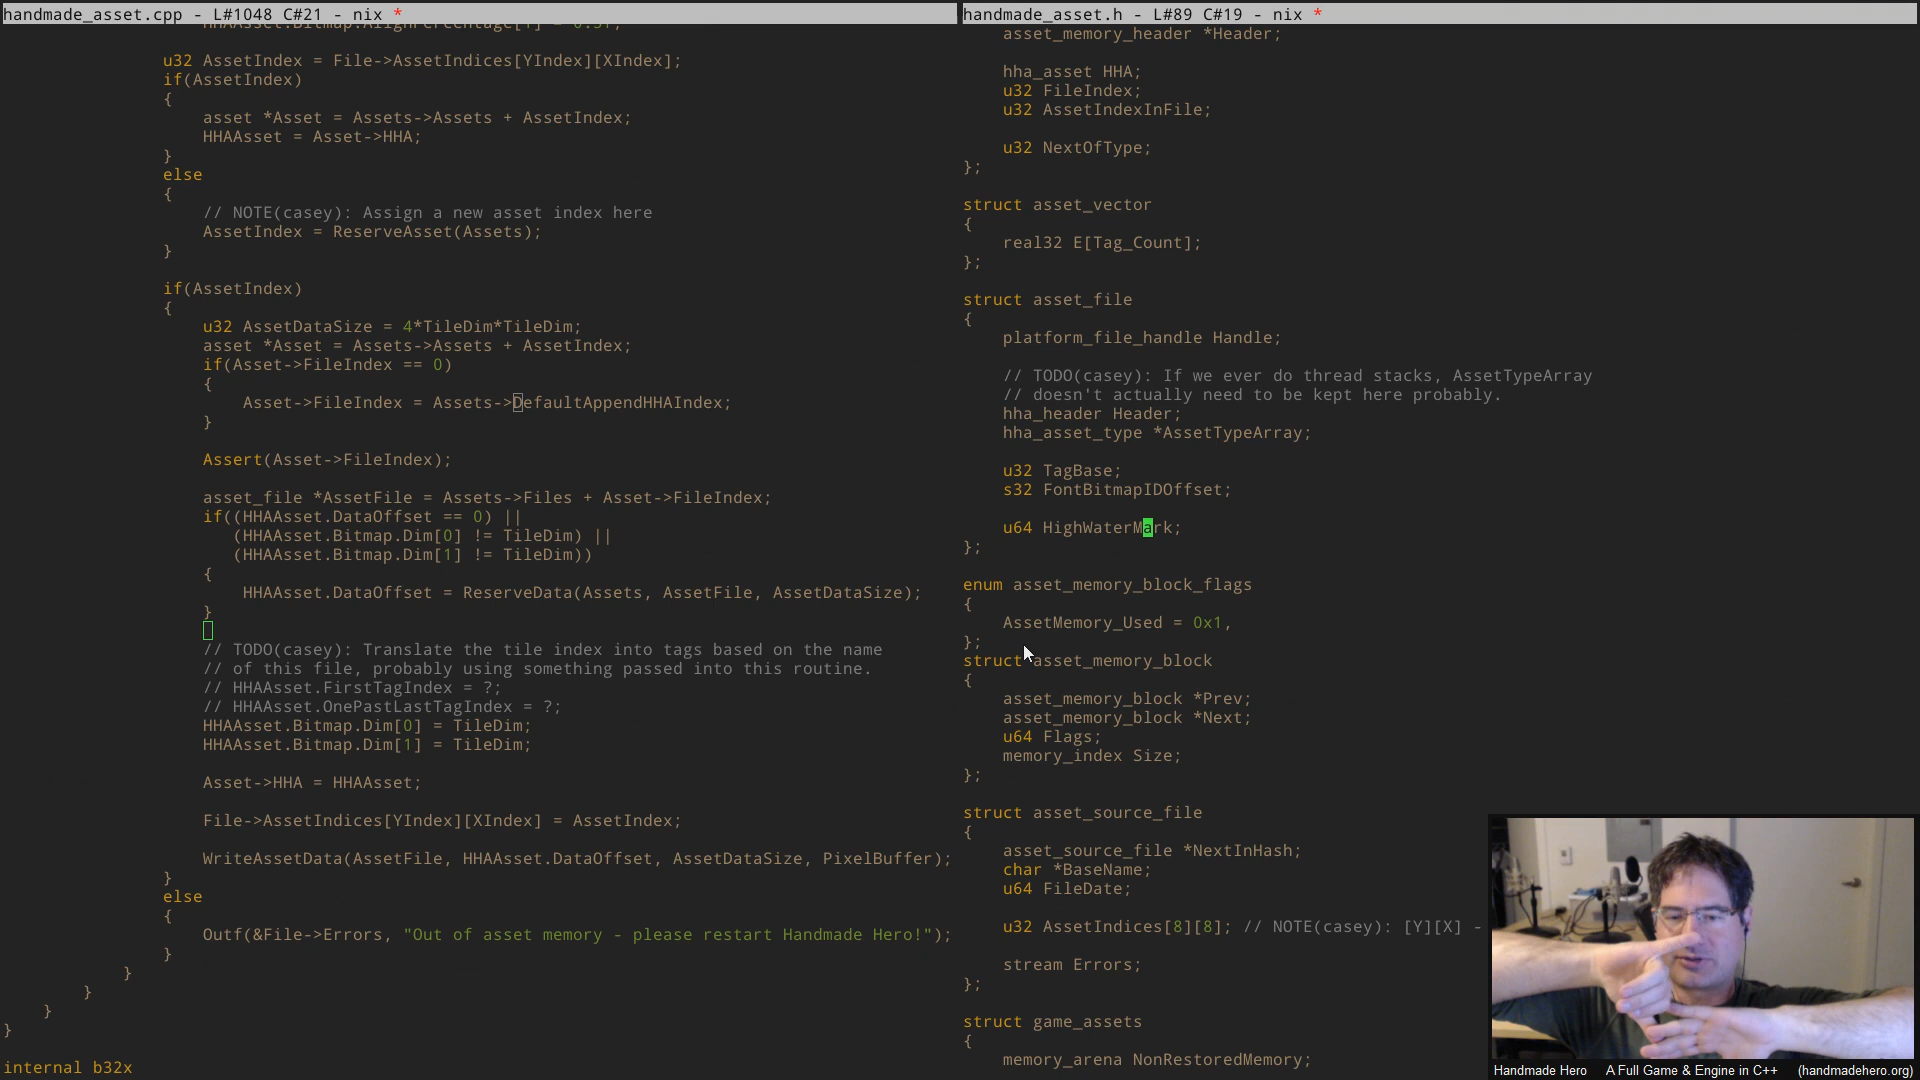 handmade_asset.cpp - L#1048 C#21 - nix *
u32 AssetIndex = File->AssetIndices[YIndex][XIndex];
if(AssetIndex)
{
asset *Asset = Assets->Assets + AssetIndex;
HHAAsset = Asset->HHA;
}
else
{
// NOTE(casey): Assign a new asset index here
AssetIndex = ReserveAsset(Assets);
}
if(AssetIndex)
{
u32 AssetDataSize = 4*TileDim*TileDim;
asset *Asset = Assets->Assets + AssetIndex;
if(Asset->FileIndex == 0)
{
Asset->FileIndex = Assets->DefaultAppendHHAIndex;
}
Assert(Asset->FileIndex);
asset_file *AssetFile = Assets->Files + Asset->FileIndex;
if((HHAAsset.DataOffset == 0) ||
(HHAAsset.Bitmap.Dim[0] != TileDim) ||
(HHAAsset.Bitmap.Dim[1] != TileDim))
{
HHAAsset.DataOffset = ReserveData(Assets, AssetFile, AssetDataSize);
}
// TODO(casey): Translate the tile index into tags based on the name
// of this file, probably using something passed into this routine.
// HHAAsset.FirstTagIndex = ?;
// HHAAsset.OnePastLastTagIndex = ?;
HHAAsset.Bitmap.Dim[0] = TileDim;
HHAAsset.Bitmap.Dim[1] = TileDim;
Asset->HHA = HHAAsset;
File->AssetIndices[YIndex][XIndex] = AssetIndex;
WriteAssetData(AssetFile, HHAAsset.DataOffset, AssetDataSize, PixelBuffer);
}
else
{
Outf(&File->Errors, "Out of asset memory - please restart Handmade Hero!");
}
}
}
}
}
internal b32x
handmade_asset.h - L#89 C#19 - nix *
asset_memory_header *Header;
hha_asset HHA;
u32 FileIndex;
u32 AssetIndexInFile;
u32 NextOfType;
};
struct asset_vector
{
real32 E[Tag_Count];
};
struct asset_file
{
platform_file_handle Handle;
// TODO(casey): If we ever do thread stacks, AssetTypeArray
// doesn't actually need to be kept here probably.
hha_header Header;
hha_asset_type *AssetTypeArray;
u32 TagBase;
s32 FontBitmapIDOffset;
u64 HighWaterMark;
};
enum asset_memory_block_flags
{
AssetMemory_Used = 0x1,
};
struct asset_memory_block
{
asset_memory_block *Prev;
asset_memory_block *Next;
u64 Flags;
memory_index Size;
};
struct asset_source_file
{
asset_source_file *NextInHash;
char *BaseName;
u64 FileDate;
u32 AssetIndices[8][8]; // NOTE(casey): [Y][X] -
stream Errors;
};
struct game_assets
{
memory_arena NonRestoredMemory;
Handmade Hero A Full Game & Engine in C++ (handmadehero.org)